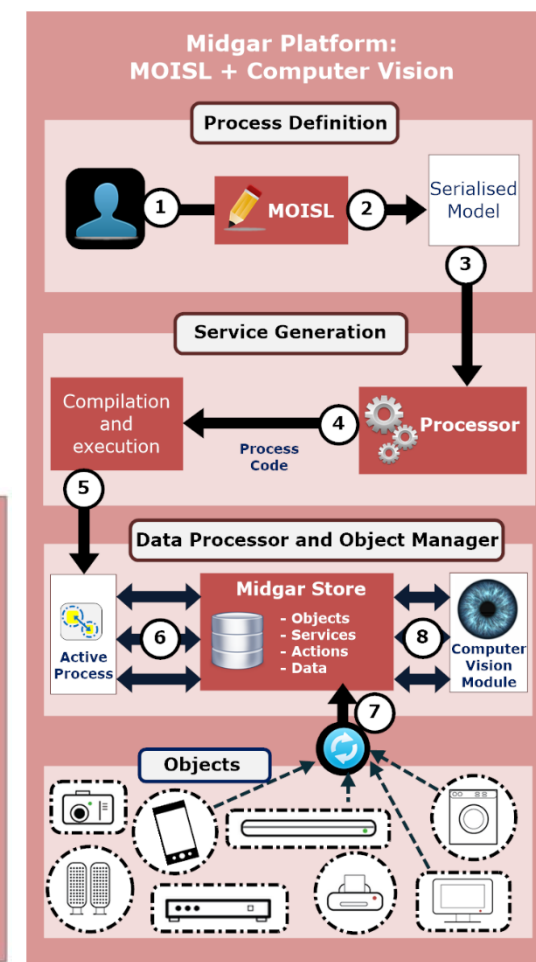 Midgar Platform:
MOISL + Computer Vision
Process Definition
1
MOISL
2
Serialised
Model
3
Service Generation
Compilation
and
execution
4
Process
Code
Processor
5
Data Processor and Object Manager
Active
Process
6
Midgar Store
- Objects
- Services
- Actions
- Data
8
Computer
Vision
Module
7
Objects